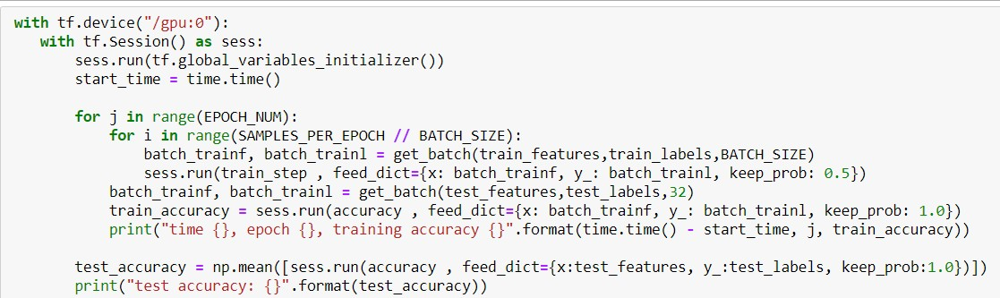 with tf.device("/gpu:0"):
   with tf.Session() as sess:
       sess.run(tf.global_variables_initializer())
       start_time = time.time()

       for j in range(EPOCH_NUM):
           for i in range(SAMPLES_PER_EPOCH // BATCH_SIZE):
               batch_trainf, batch_trainl = get_batch(train_features,train_labels,BATCH_SIZE)
               sess.run(train_step , feed_dict={x: batch_trainf, y_: batch_trainl, keep_prob: 0.5})
           batch_trainf, batch_trainl = get_batch(test_features,test_labels,32)
           train_accuracy = sess.run(accuracy , feed_dict={x: batch_trainf, y_: batch_trainl, keep_prob: 1.0})
           print("time {}, epoch {}, training accuracy {}".format(time.time() - start_time, j, train_accuracy))

       test_accuracy = np.mean([sess.run(accuracy , feed_dict={x:test_features, y_:test_labels, keep_prob:1.0})])
       print("test accuracy: {}".format(test_accuracy))